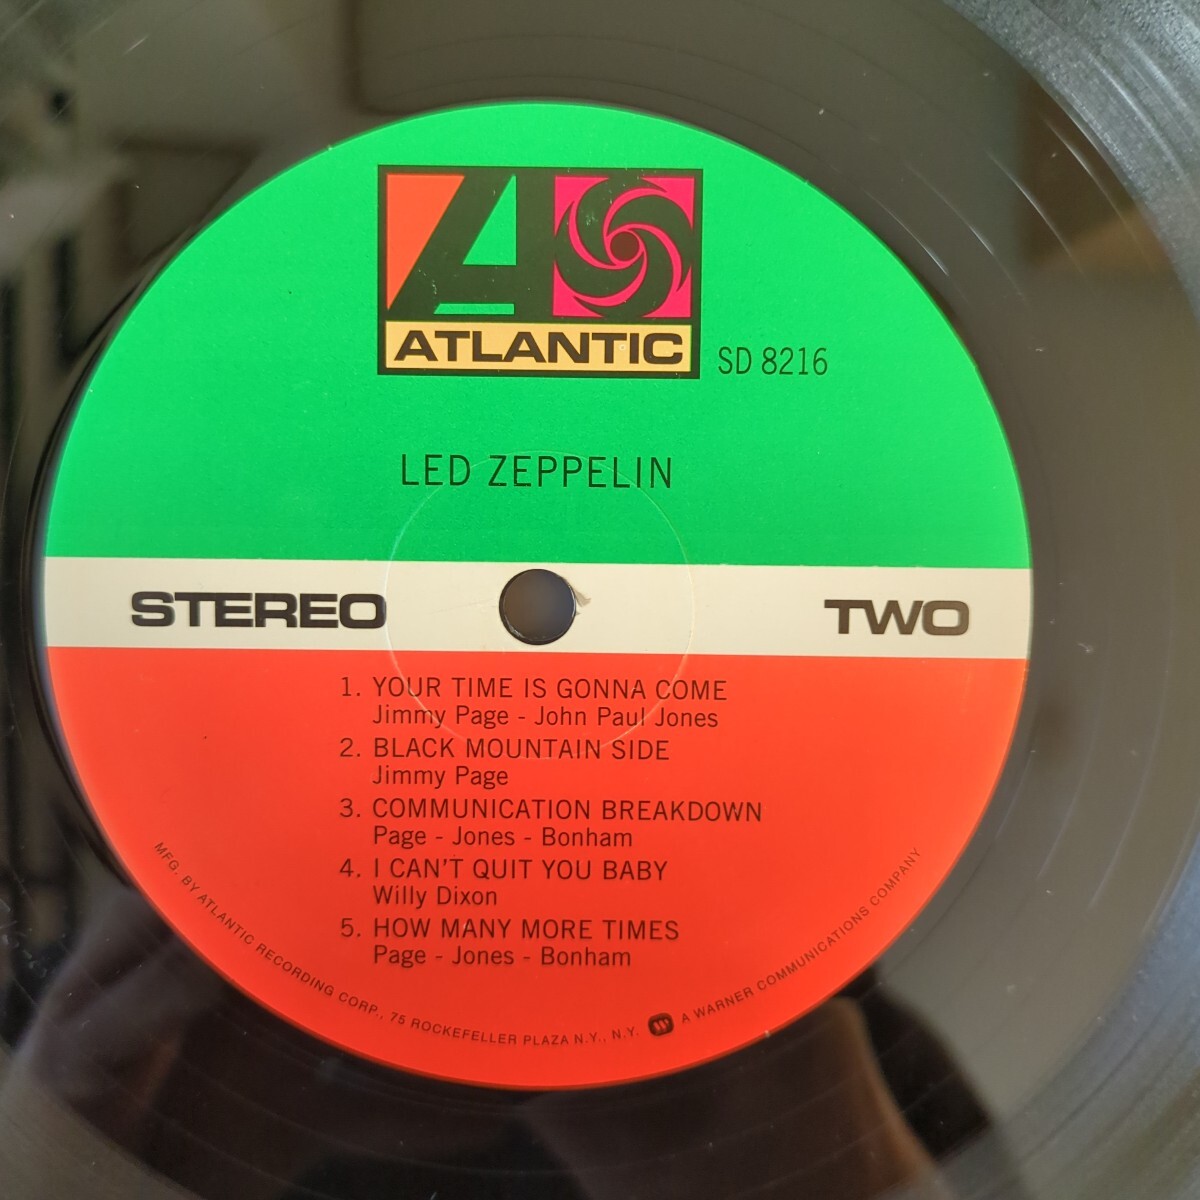 ATLANTIC
SD 8216
LED ZEPPELIN
STEREO
TWO
1. YOUR TIME IS GONNA COME
Jimmy Page - John Paul Jones
2. BLACK MOUNTAIN SIDE
Jimmy Page
3. COMMUNICATION BREAKDOWN
Page - Jones - Bonham
4. I CAN'T QUIT YOU BABY
Willy Dixon
5. HOW MANY MORE TIMES
Page - Jones - Bonham
MFG. BY ATLANTIC RECORDING CORP., 75 ROCKEFELLER PLAZA N.Y., N.Y. A WARNER COMMUNICATIONS COMPANY